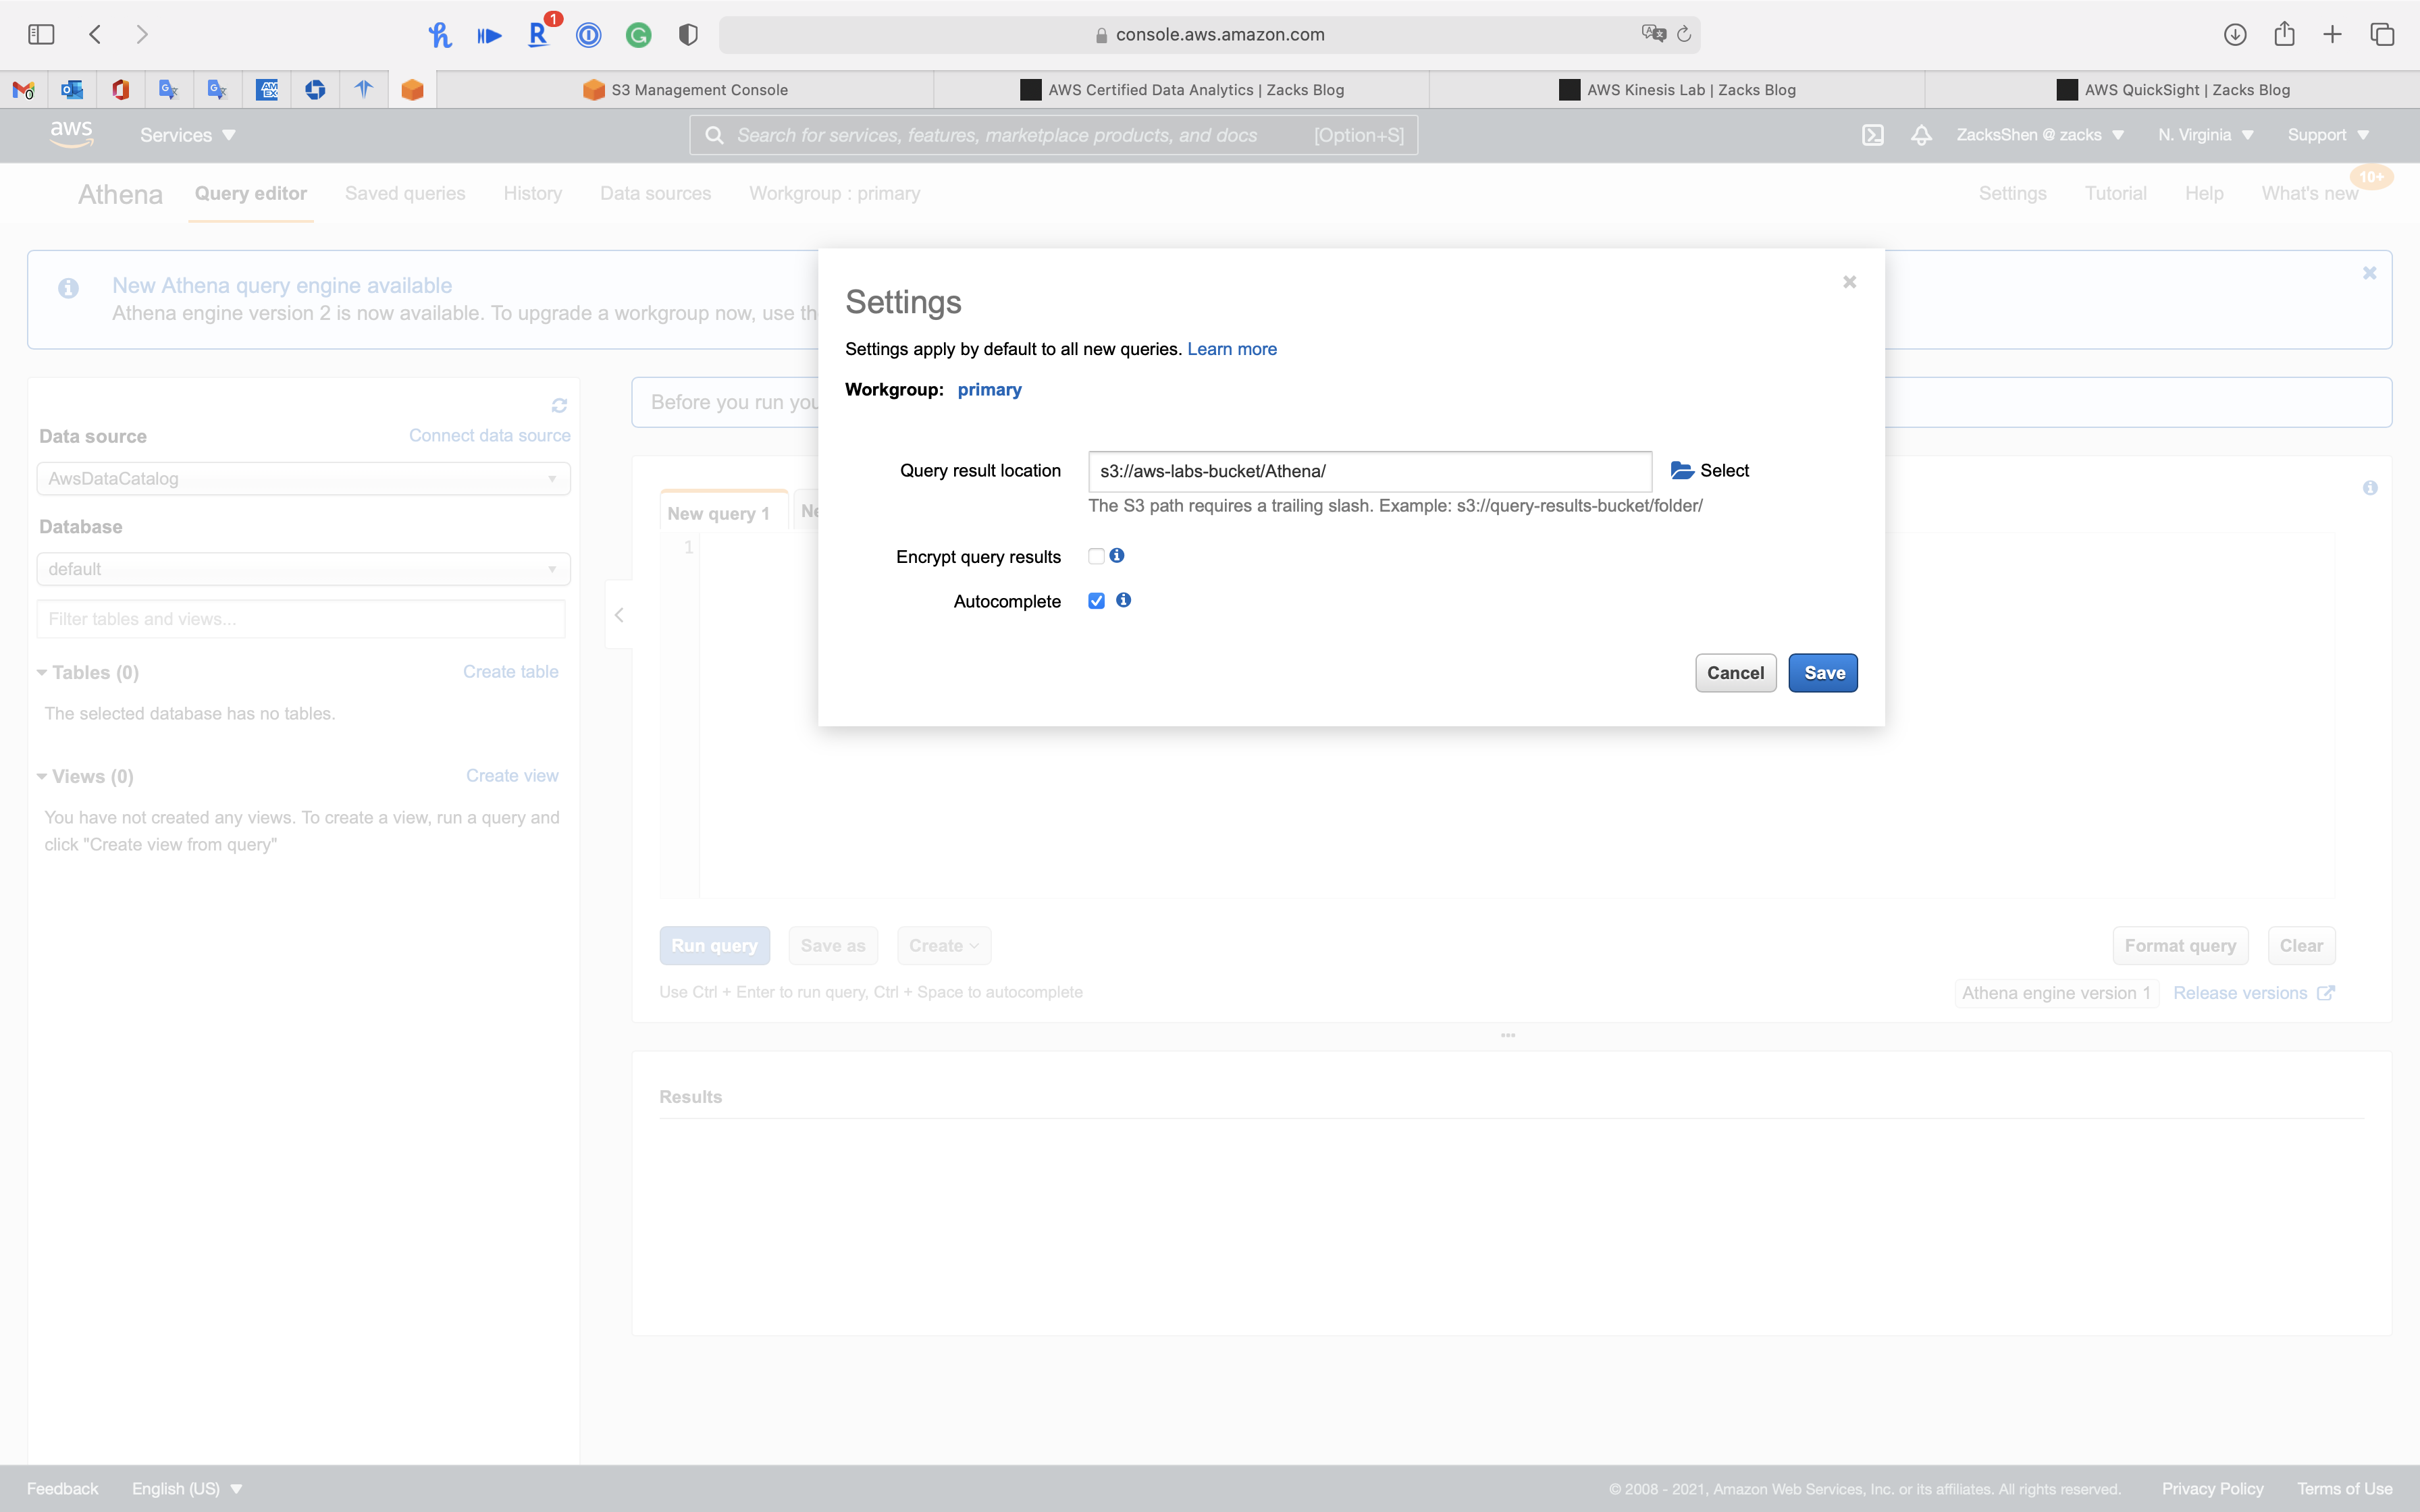 1
console.aws.amazon.com
S3 Management Console
AWS Certified Data Analytics | Zacks Blog
AWS Kinesis Lab | Zacks Blog
AWS QuickSight | Zacks Blog
aws
Services
Search for services, features, marketplace products, and docs
[Option+S]
ZacksShen @ zacks
N. Virginia
Support
Athena
Query editor
Saved queries
History
Data sources
Workgroup : primary
Settings
Tutorial
Help
What's new
10+
New Athena query engine available
Athena engine version 2 is now available. To upgrade a workgroup now, use th
Settings
Settings apply by default to all new queries. Learn more
Workgroup: primary
Query result location
s3://aws-labs-bucket/Athena/
Select
The S3 path requires a trailing slash. Example: s3://query-results-bucket/folder/
Encrypt query results
Autocomplete
Cancel
Save
Data source
Connect data source
AwsDataCatalog
Database
default
Filter tables and views...
Tables (0)
Create table
The selected database has no tables.
Views (0)
Create view
You have not created any views. To create a view, run a query and
click "Create view from query"
Before you run you
New query 1
Ne
1
Run query
Save as
Create
Format query
Clear
Use Ctrl + Enter to run query, Ctrl + Space to autocomplete
Athena engine version 1
Release versions
Results
Feedback
English (US)
© 2008 - 2021, Amazon Web Services, Inc. or its affiliates. All rights reserved.
Privacy Policy
Terms of Use